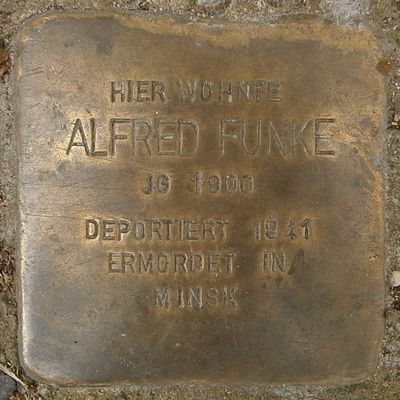 HIER WOHNTE
ALFRED FUNKE
JG 1900
DEPORTIERT 1941
ERMORDET IN
MINSK